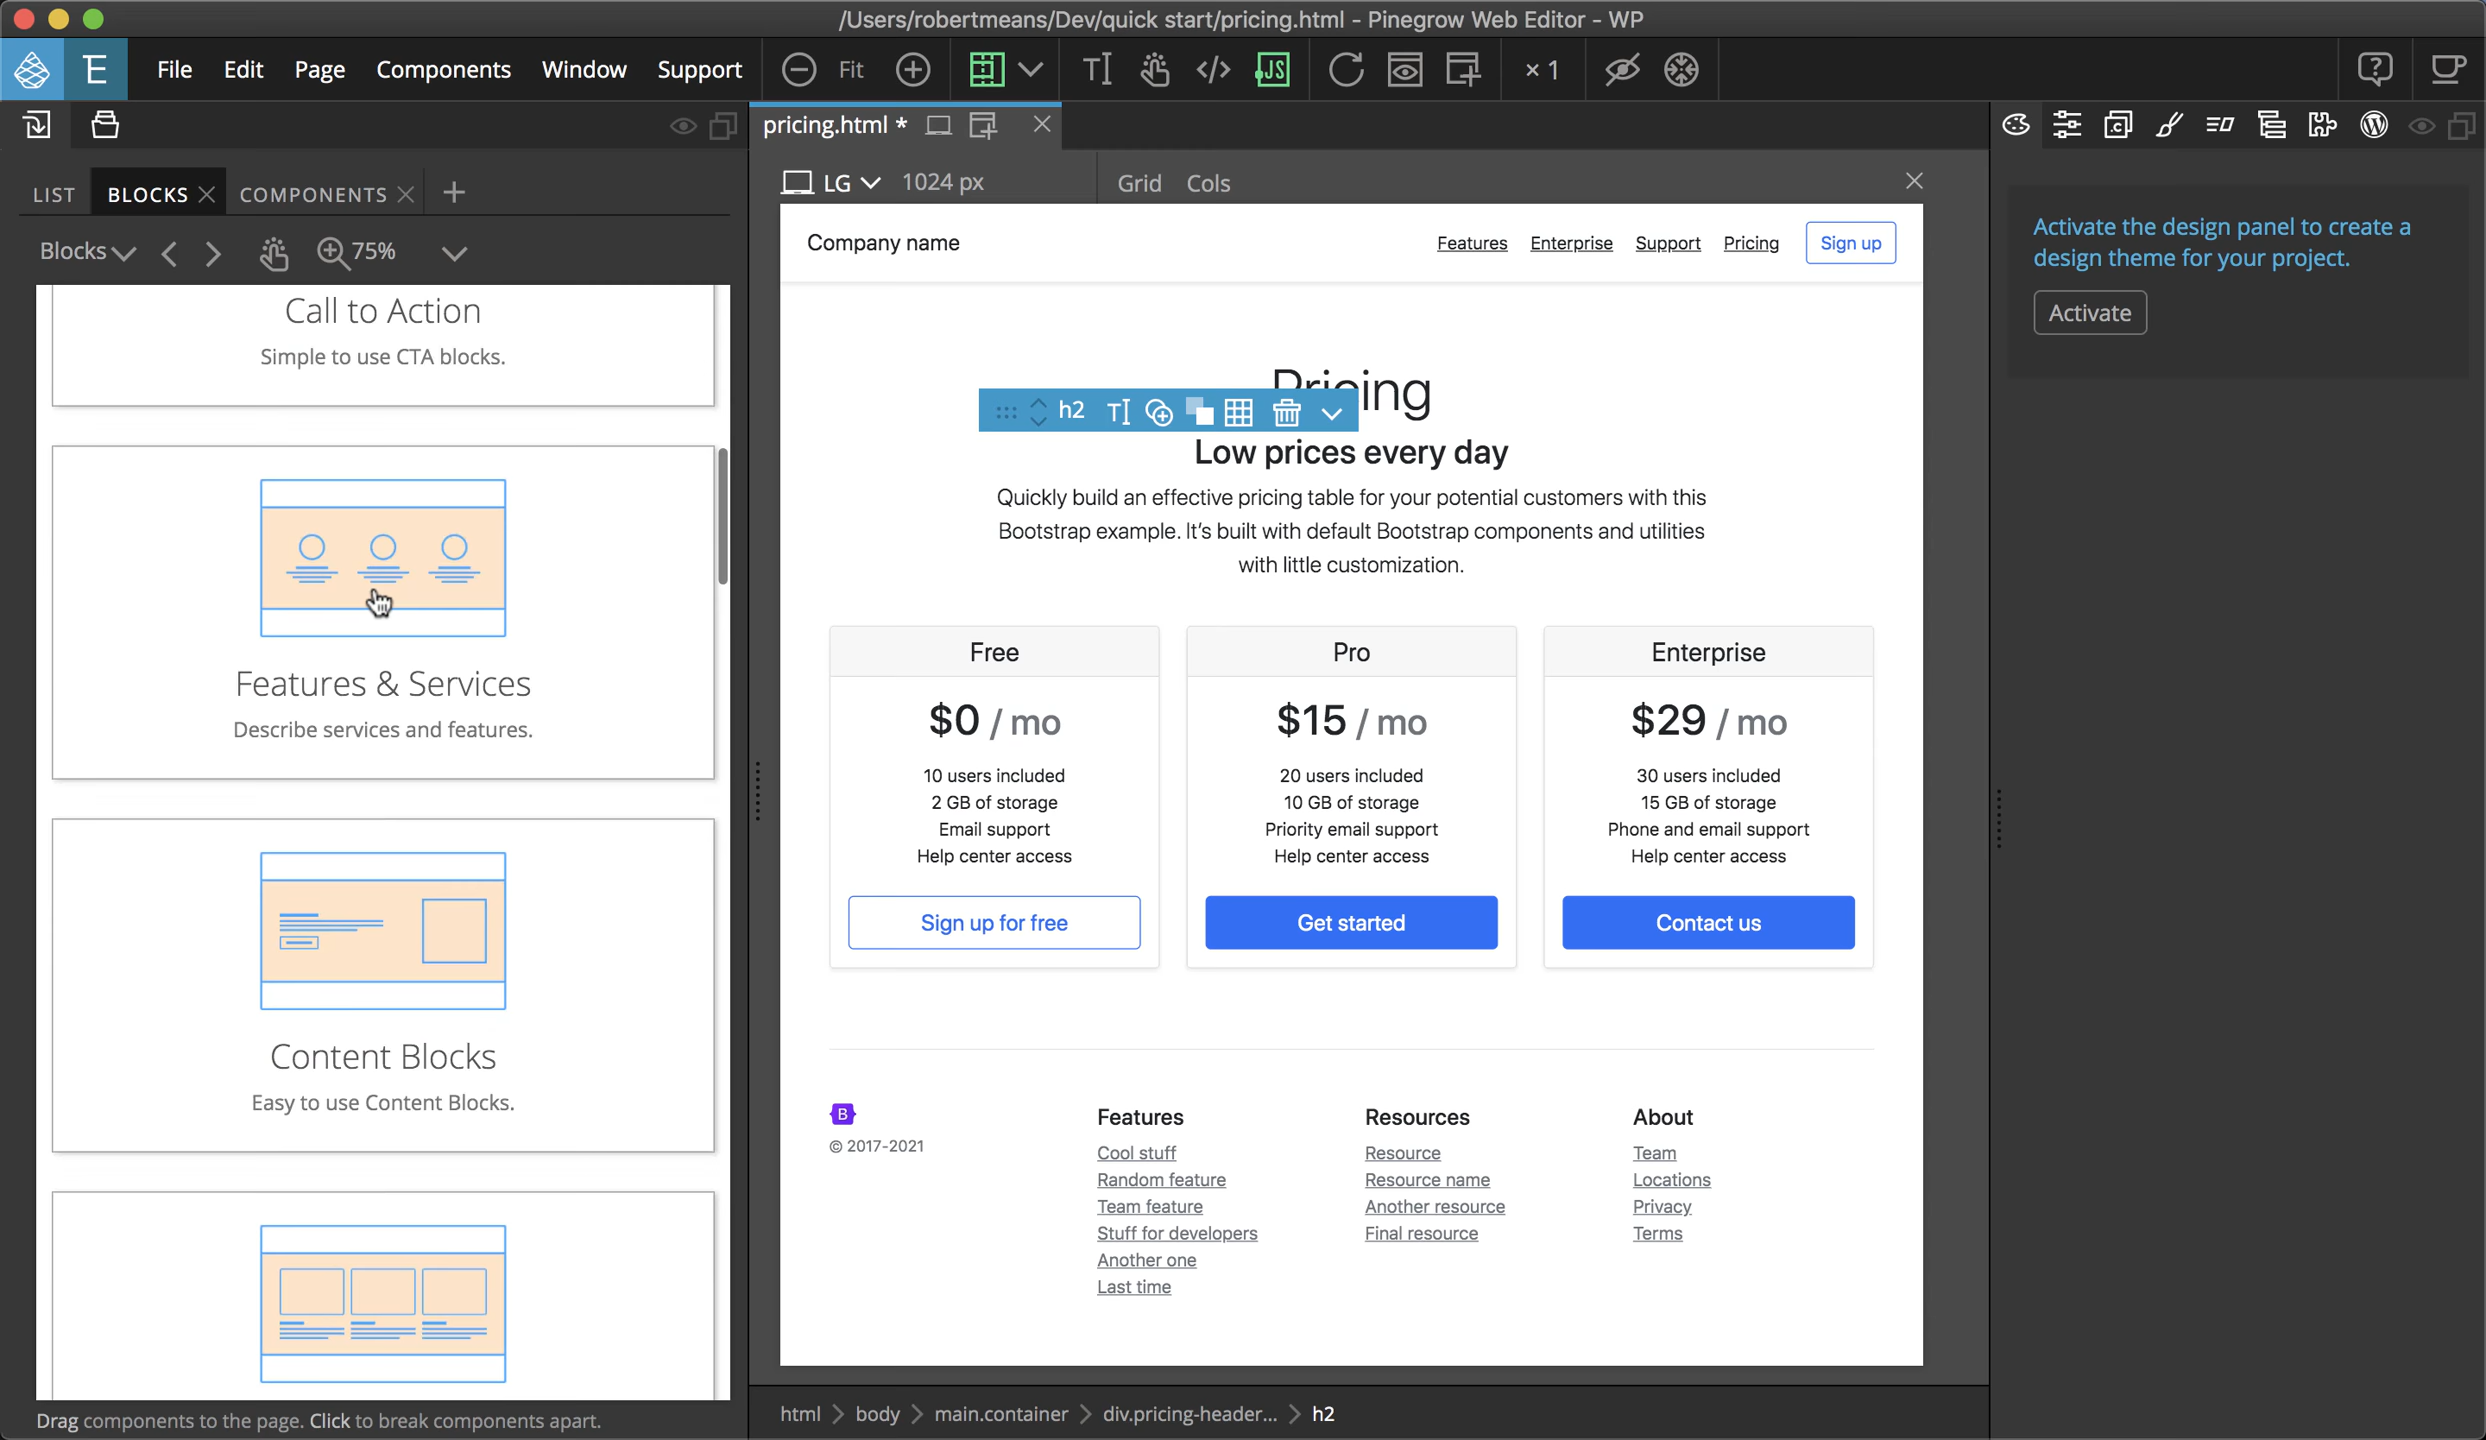 /Users/robertmeans/Dev/quick start/pricing.html - Pinegrow Web Editor - WP
File Edit Page Components Window Support Fit JS × 1
pricing.html *
LIST BLOCKS COMPONENTS
LG 1024 px Grid Cols
Blocks 75%
Call to Action
Simple to use CTA blocks.
Features & Services
Describe services and features.
Content Blocks
Easy to use Content Blocks.
Drag components to the page. Click to break components apart.
Company name Features Enterprise Support Pricing Sign up
Pricing
h2
Low prices every day
Quickly build an effective pricing table for your potential customers with this
Bootstrap example. It's built with default Bootstrap components and utilities
with little customization.
Free
$0 / mo
10 users included
2 GB of storage
Email support
Help center access
Sign up for free
Pro
$15 / mo
20 users included
10 GB of storage
Priority email support
Help center access
Get started
Enterprise
$29 / mo
30 users included
15 GB of storage
Phone and email support
Help center access
Contact us
B
© 2017-2021
Features
Cool stuff
Random feature
Team feature
Stuff for developers
Another one
Last time
Resources
Resource
Resource name
Another resource
Final resource
About
Team
Locations
Privacy
Terms
html > body > main.container > div.pricing-header... > h2
Activate the design panel to create a
design theme for your project.
Activate